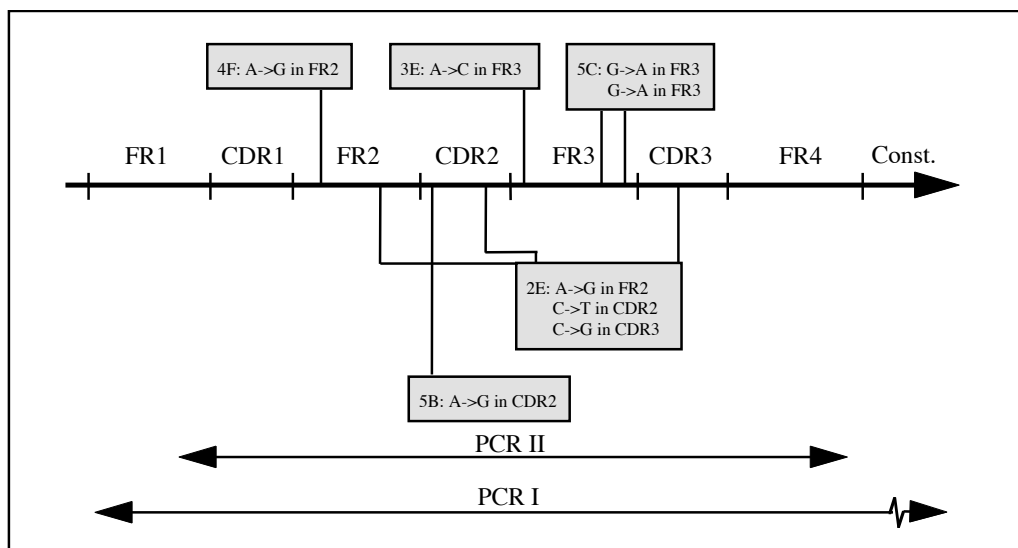 4F: A->G in FR2
3E: A->C in FR3
5C: G->A in FR3
G->A in FR3
FR1 CDR1 FR2 CDR2 FR3 CDR3 FR4 Const.
2E: A->G in FR2
C->T in CDR2
C->G in CDR3
5B: A->G in CDR2
PCR II
PCR I